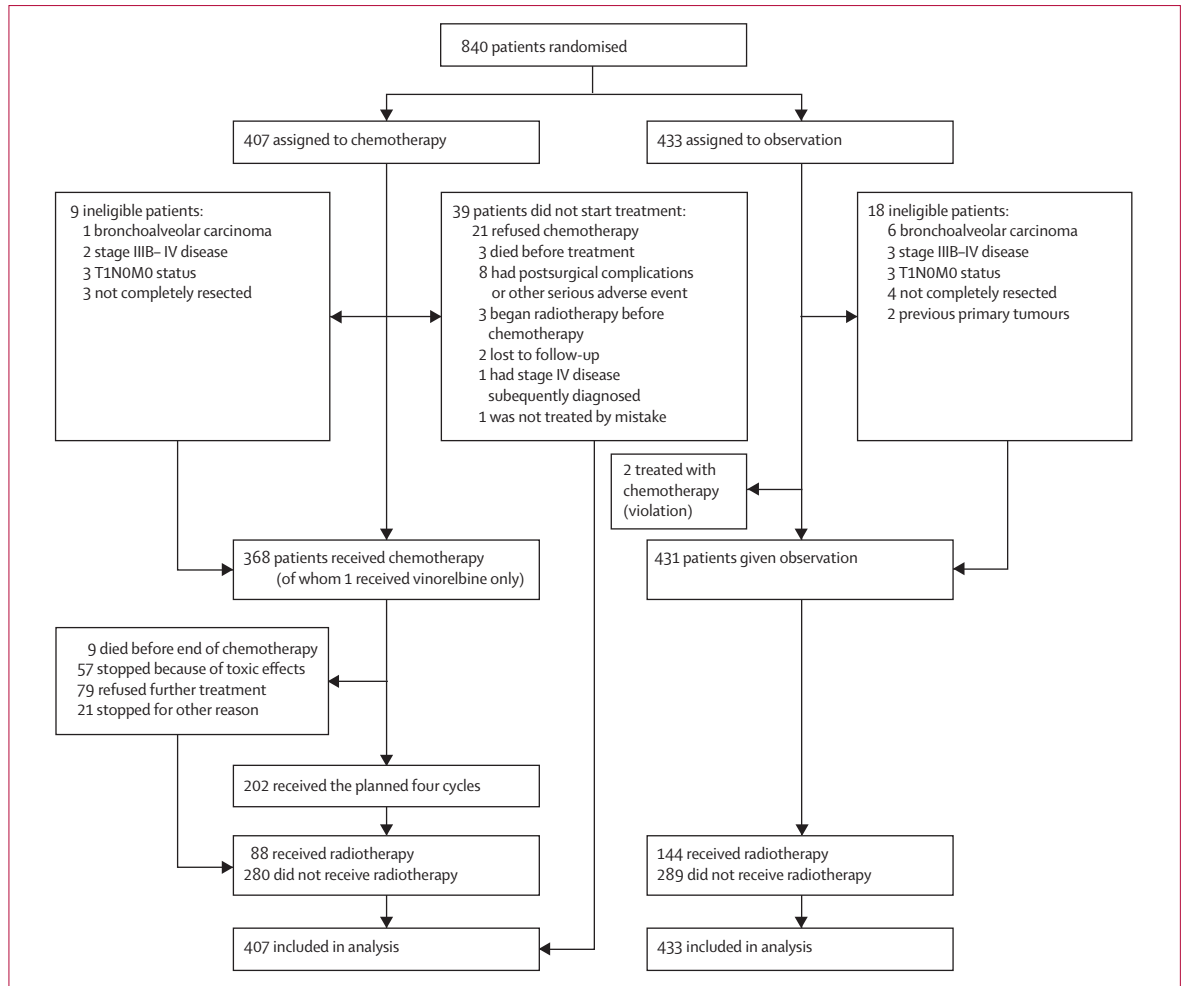 840 patients randomised
407 assigned to chemotherapy
433 assigned to observation
9 ineligible patients:
1 bronchoalveolar carcinoma
2 stage IIIB– IV disease
3 T1N0M0 status
3 not completely resected
39 patients did not start treatment:
21 refused chemotherapy
3 died before treatment
8 had postsurgical complications
or other serious adverse event
3 began radiotherapy before
chemotherapy
2 lost to follow-up
1 had stage IV disease
subequently diagnosed
1 was not treated by mistake
18 ineligible patients:
6 bronchoalveolar carcinoma
3 stage IIIB–IV disease
3 T1N0M0 status
4 not completely resected
2 previous primary tumours
2 treated with
chemotherapy
(violation)
368 patients received chemotherapy
(of whom 1 received vinorelbine only)
431 patients given observation
9 died before end of chemotherapy
57 stopped because of toxic effects
79 refused further treatment
21 stopped for other reason
202 received the planned four cycles
88 received radiotherapy
280 did not receive radiotherapy
144 received radiotherapy
289 did not receive radiotherapy
407 included in analysis
433 included in analysis